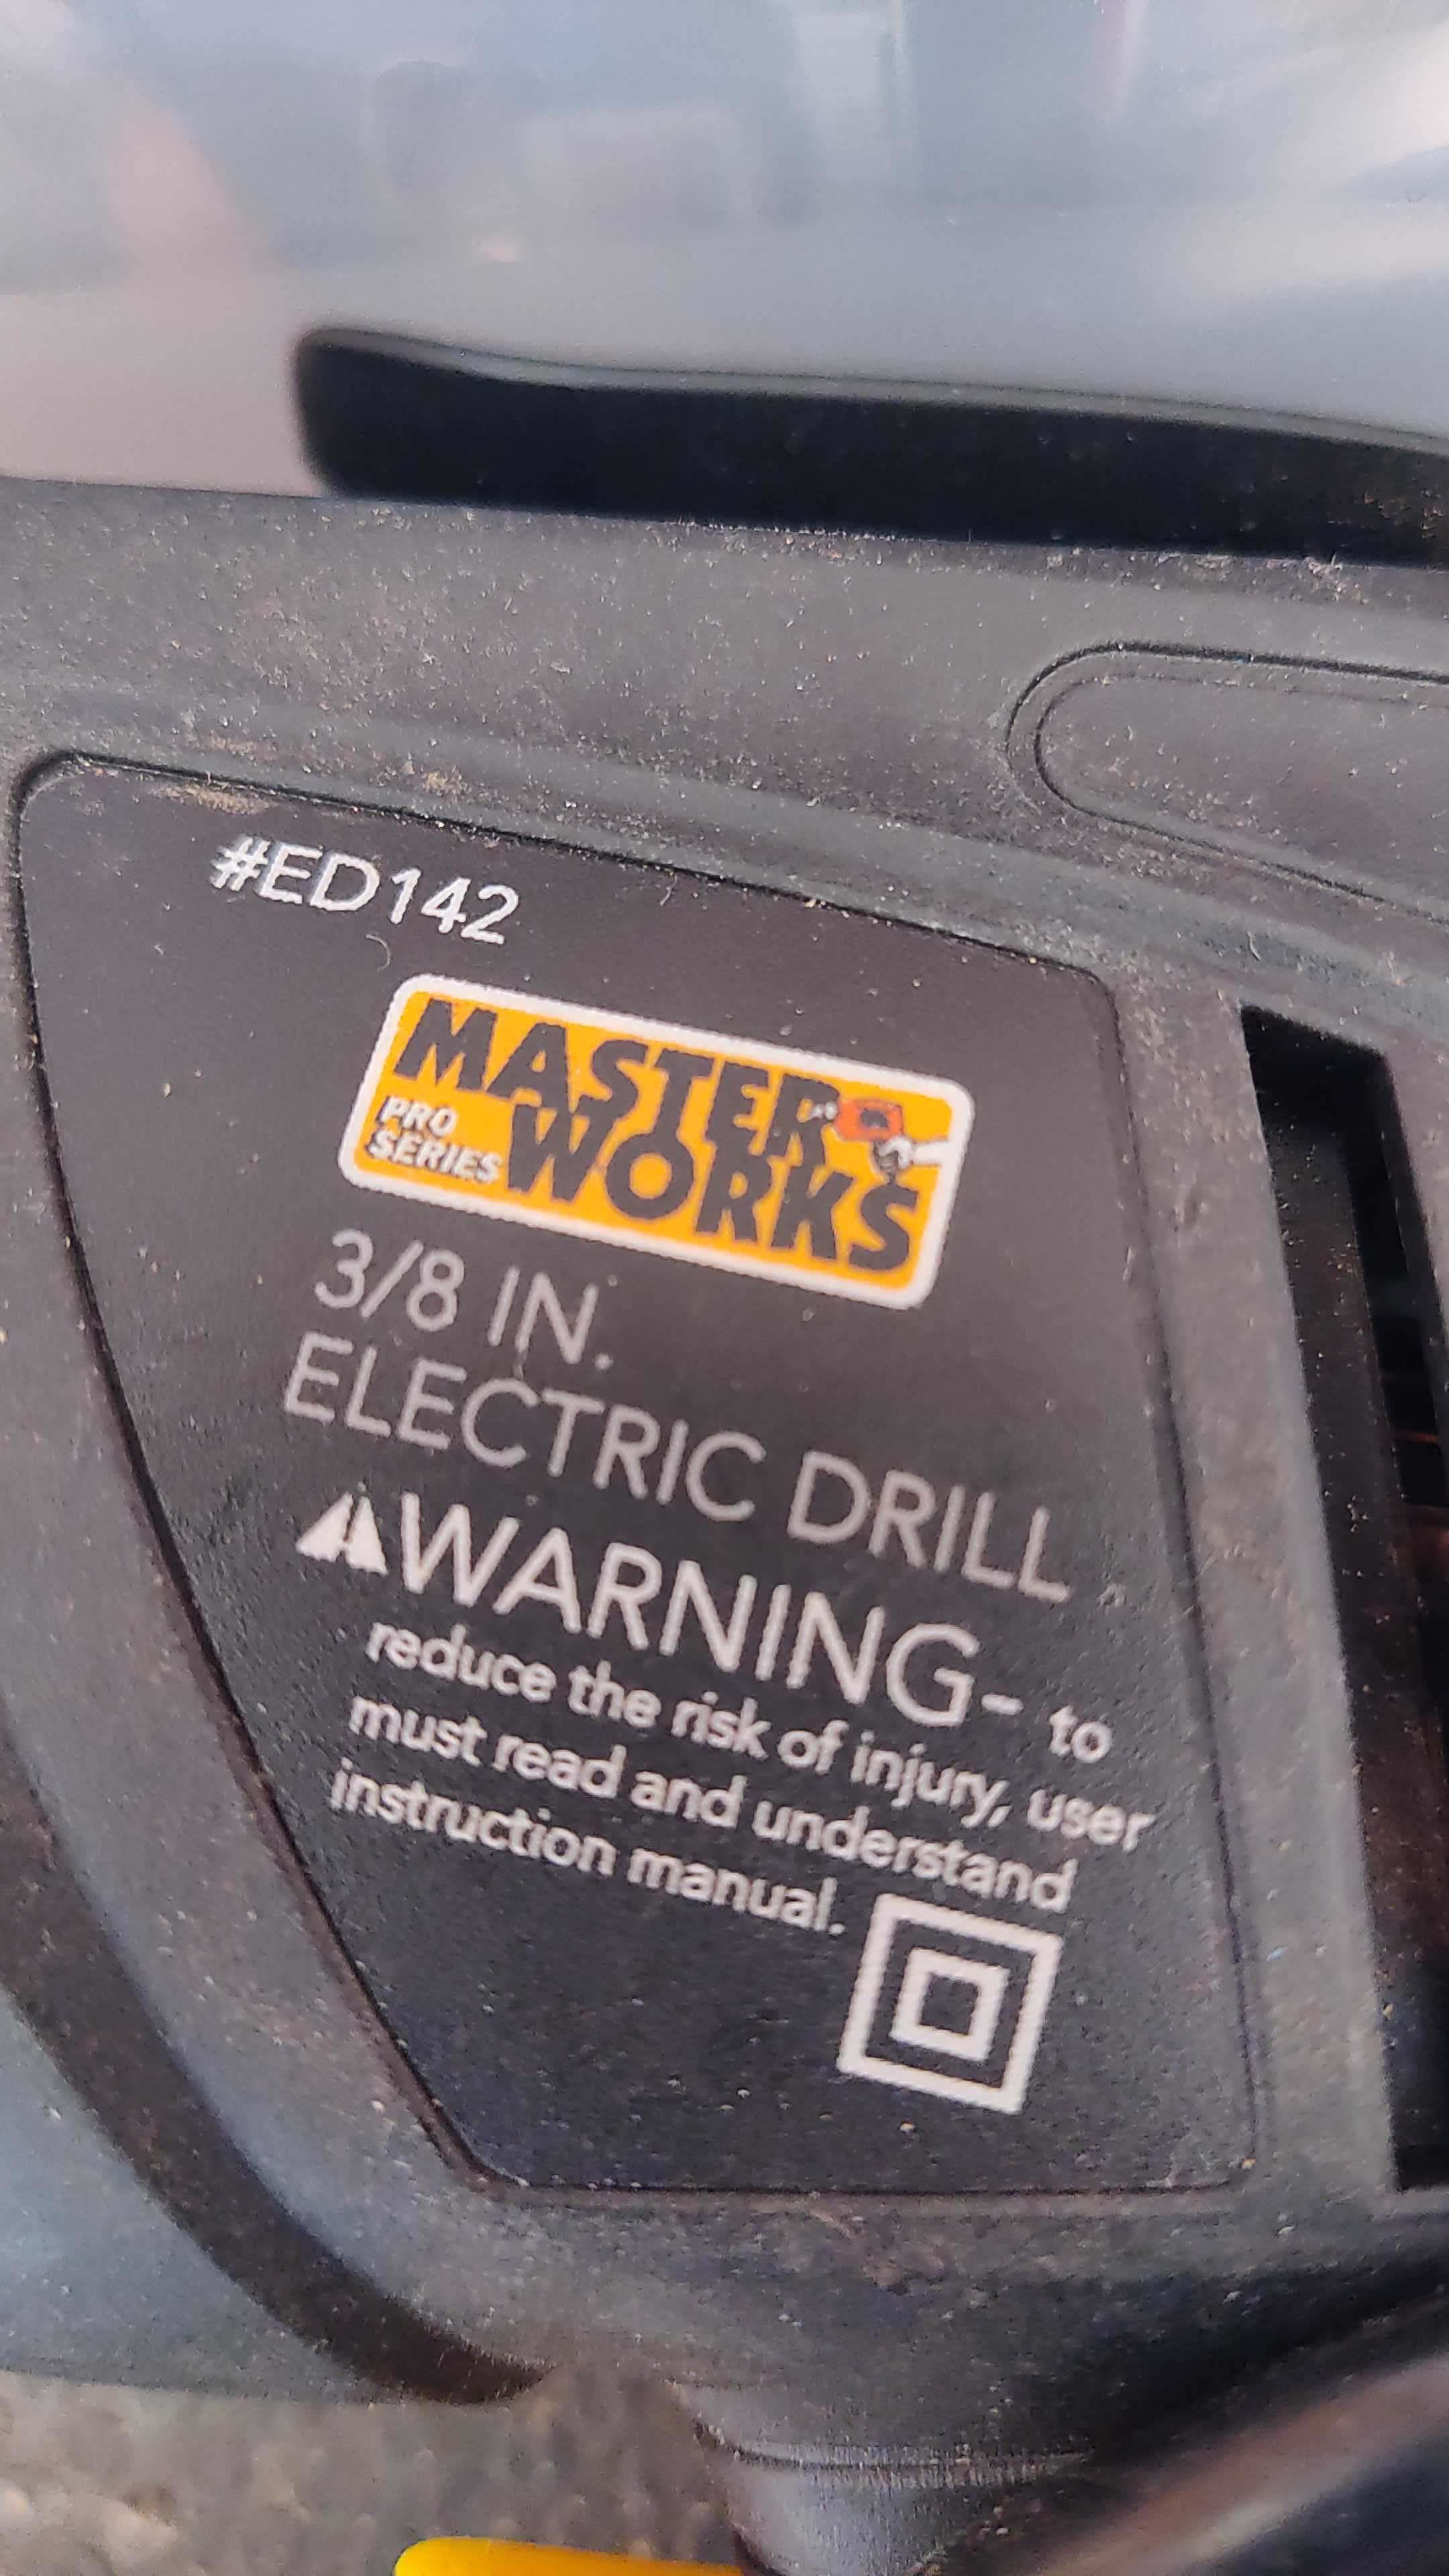 #ED142
MASTER
PRO
SERIES
WORKS
3/8 IN.
ELECTRIC DRILL
WARNING- to
reduce the risk of injury, user
must read and understand
instruction manual.